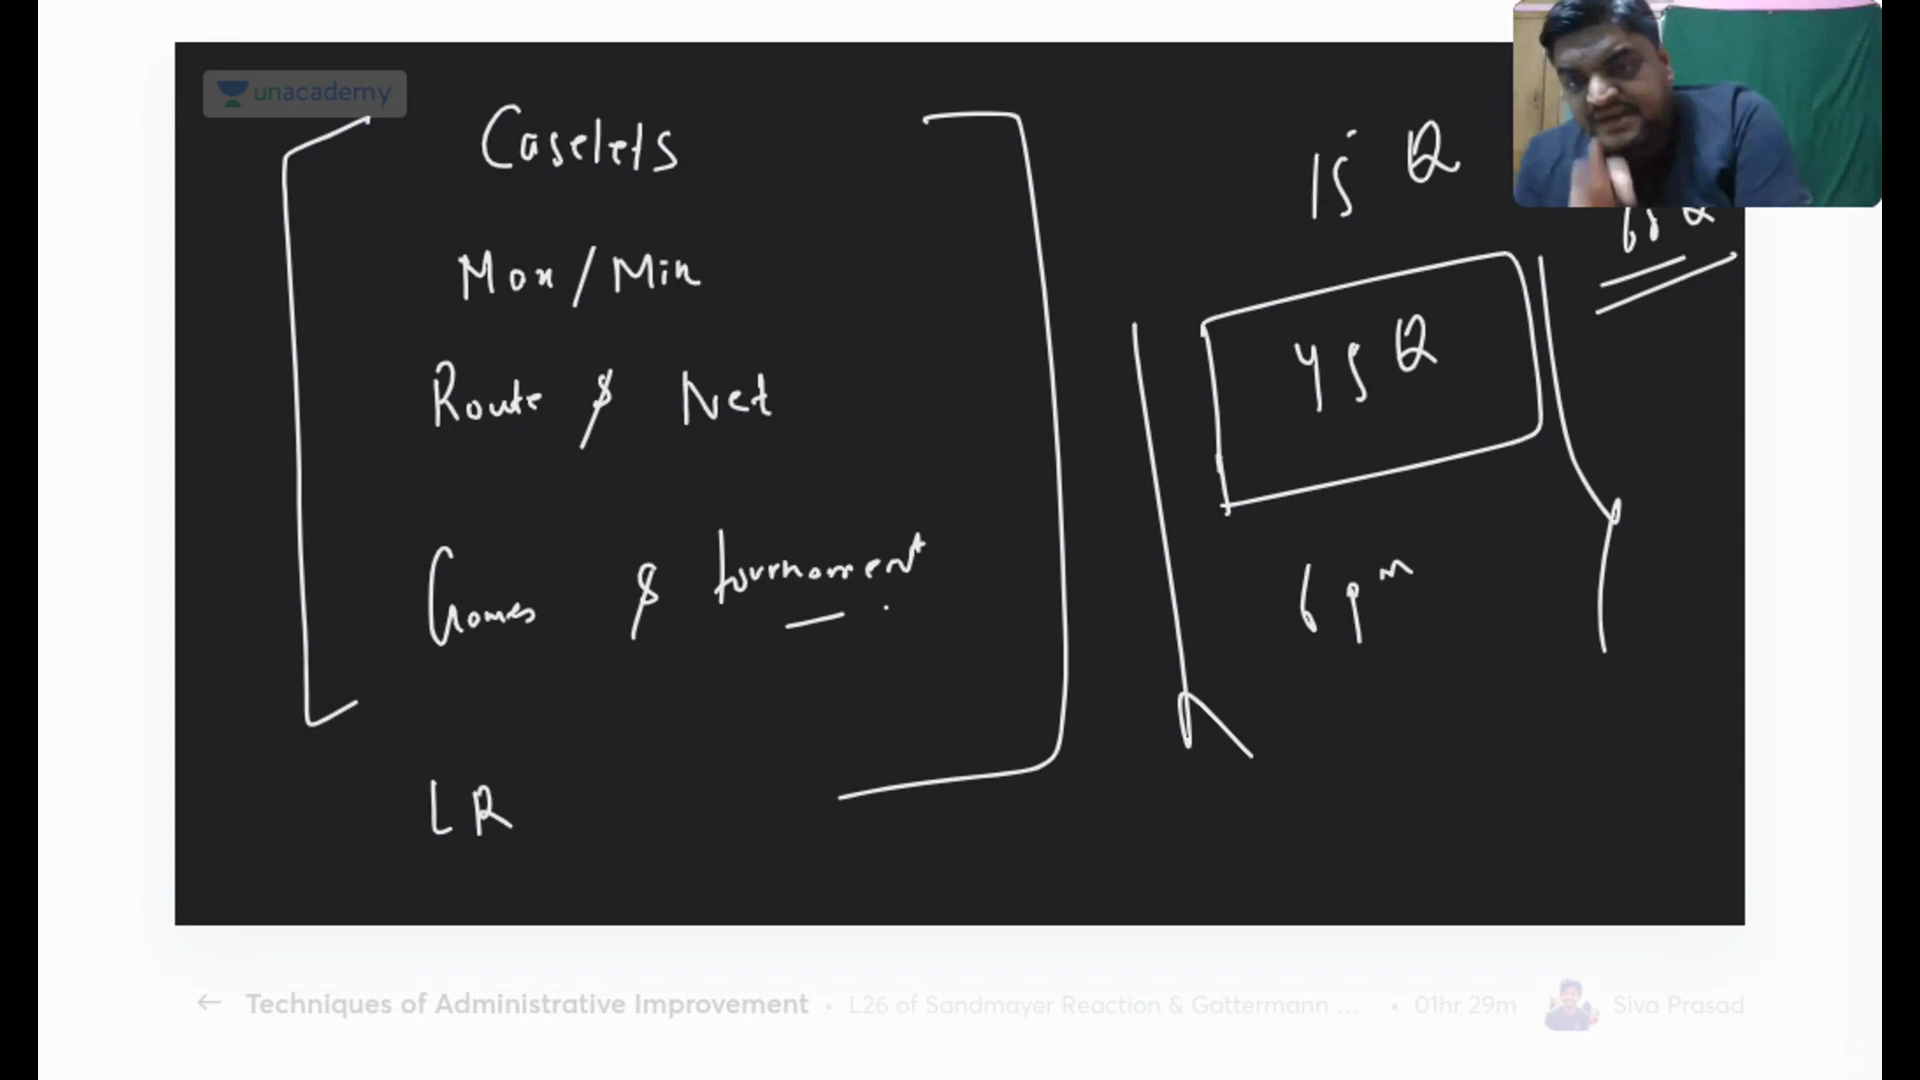 unacademy
Caselets
Max/Min
Route & Net
Games & tournament
LR
15 Q
45 Q
6 pm
← Techniques of Administrative Improvement • L26 of Sandmayer Reaction & Gattermann ... • 01hr 29m Siva Prasad